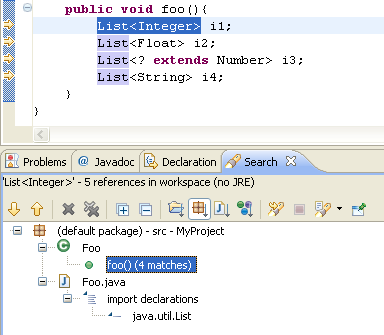 public void foo(){
List<Integer> i1;
List<Float> i2;
List<? extends Number> i3;
List<String> i4;
}
}
Problems @ Javadoc Declaration Search
'List<Integer>' - 5 references in workspace (no JRE)
(default package) - src - MyProject
Foo
foo() (4 matches)
Foo.java
import declarations
java.util.List